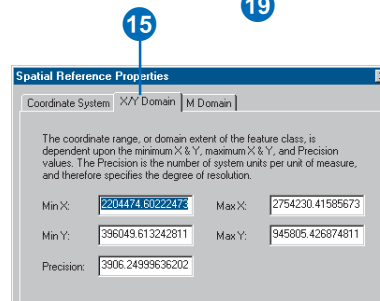 19
15
Spatial Reference Properties
Coordinate System X/Y Domain M Domain
The coordinate range, or domain extent of the feature class, is
dependent upon the minimum X & Y, maximum X & Y, and Precision
values. The Precision is the number of system units per unit of measure,
and therefore specifies the degree of resolution.
Min X: 2204474.60222473 Max X: 2754230.41585673
Min Y: 396049.613242811 Max Y: 945805.426874811
Precision: 3906.24999636202